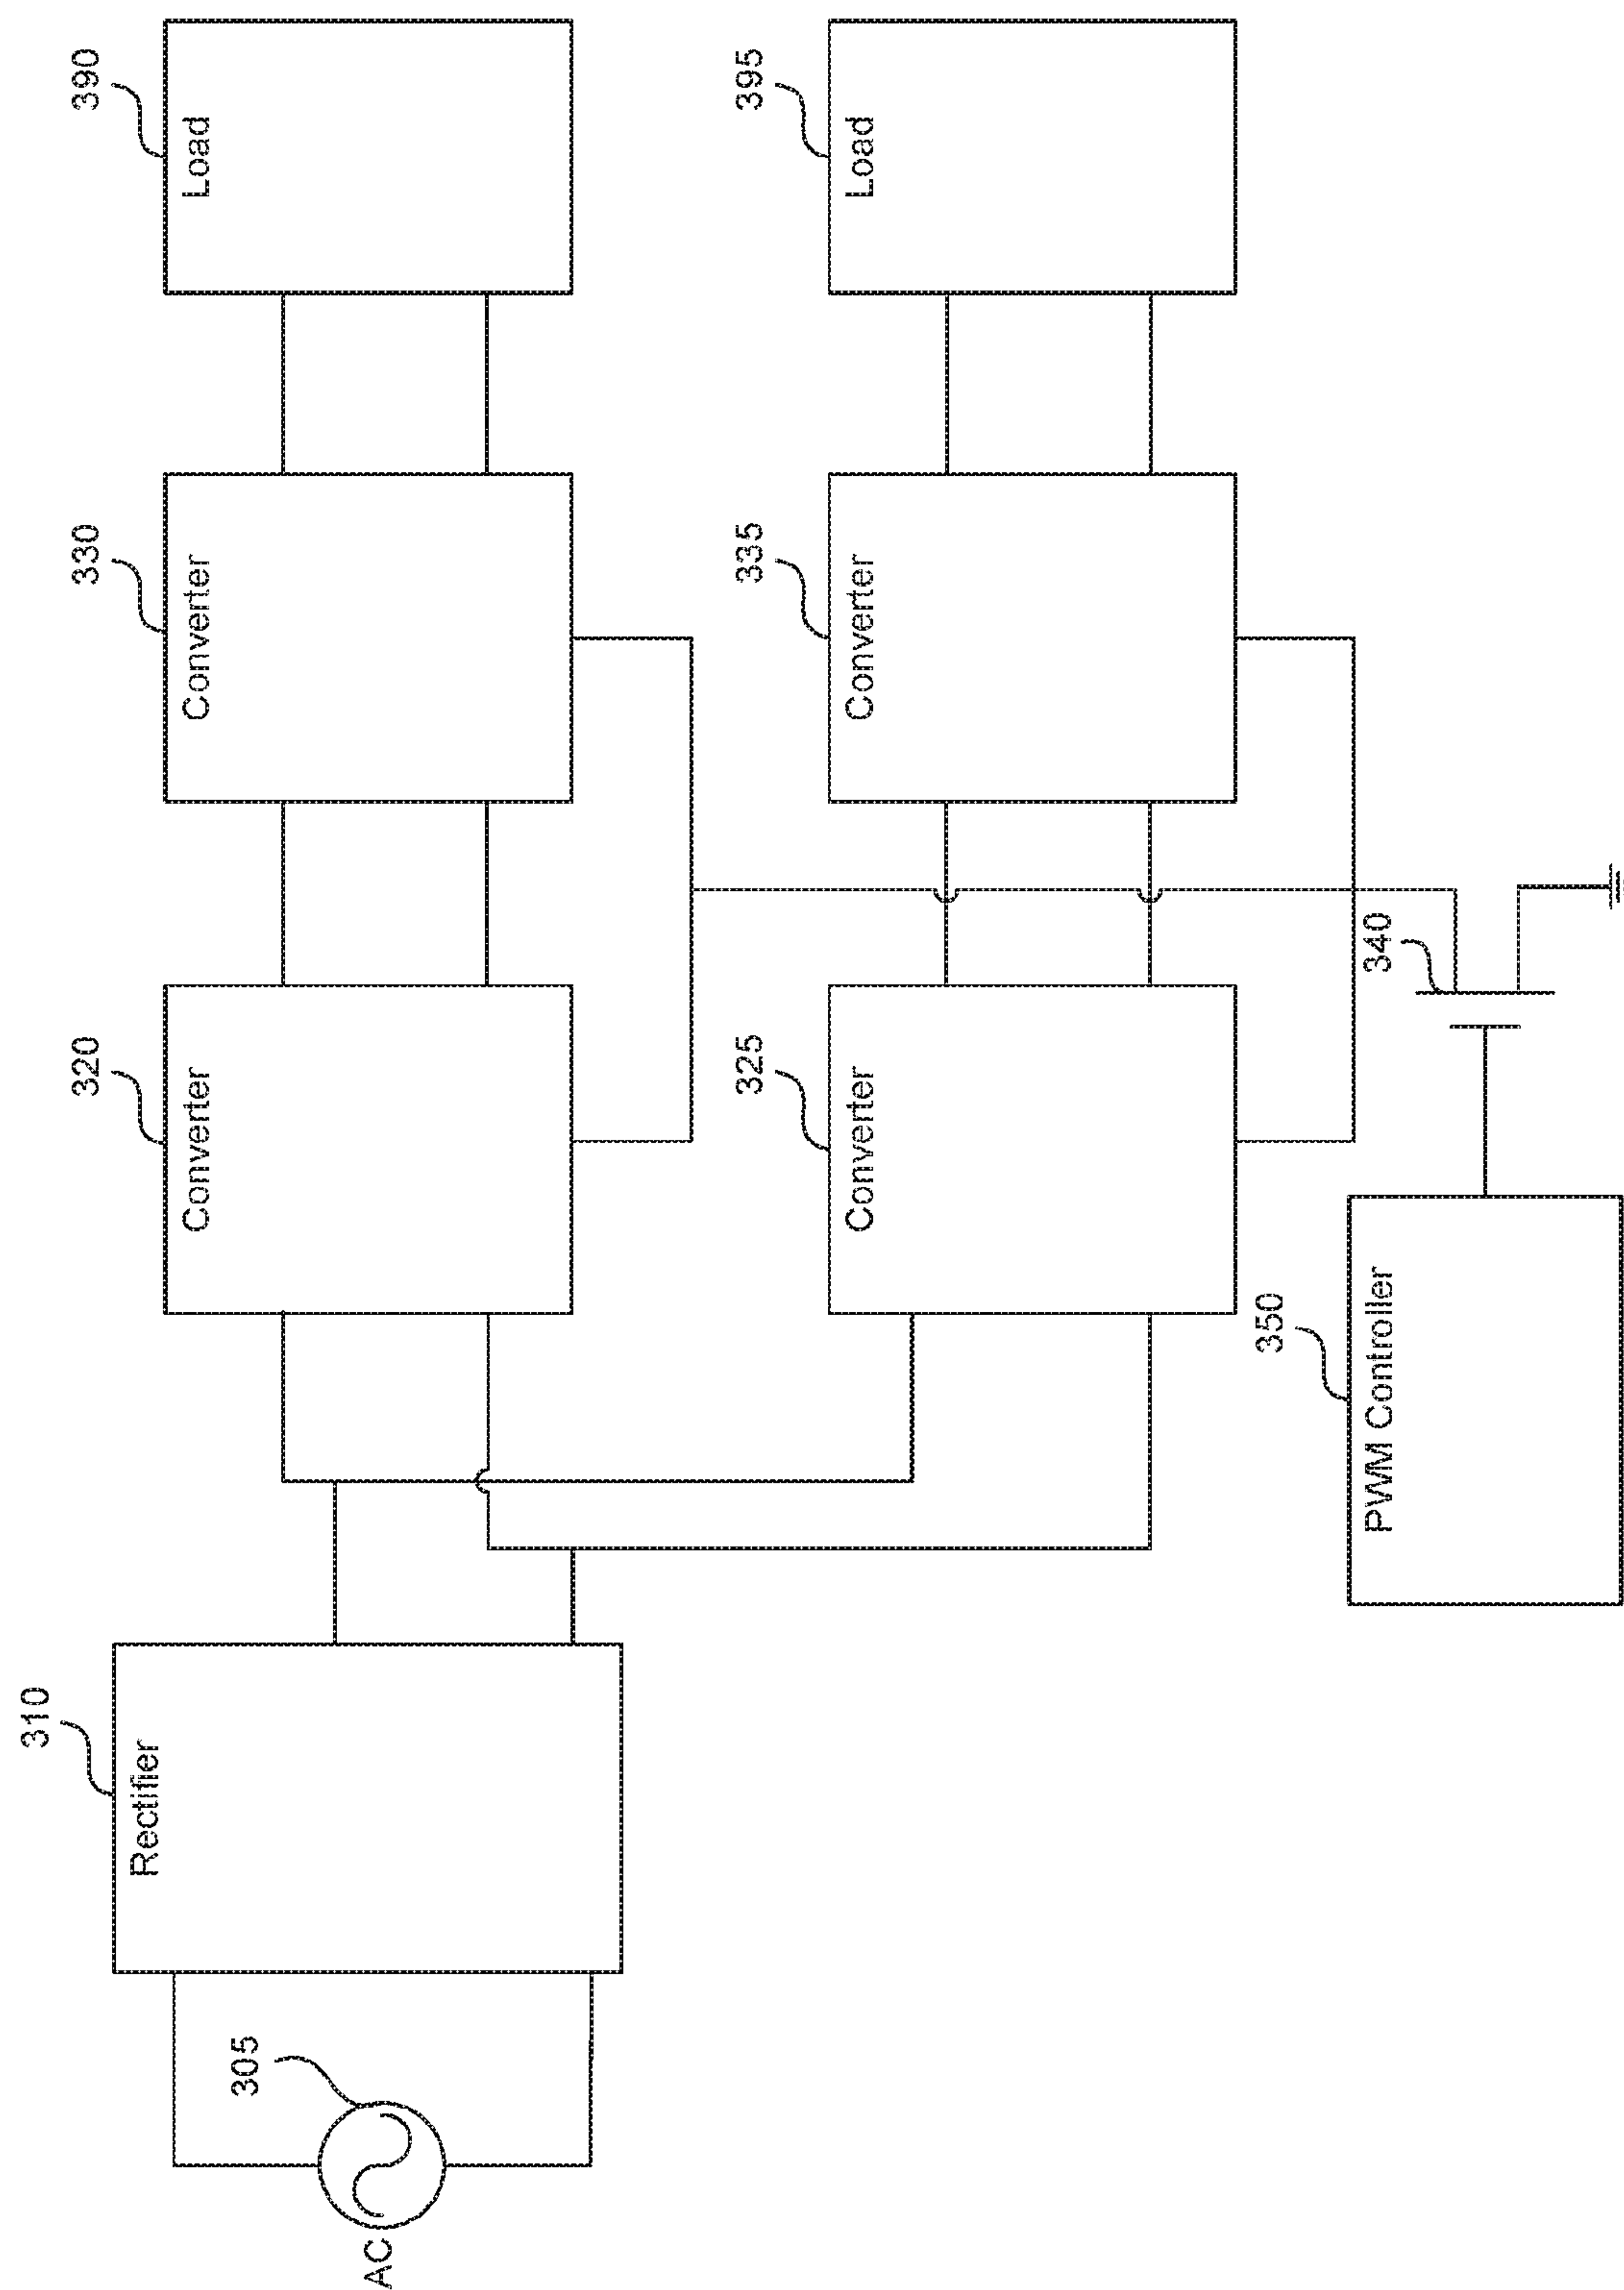 AC
305
310
Rectifier
320
Converter
330
Converter
390
Load
325
Converter
335
Converter
395
Load
340
350
PWM Controller